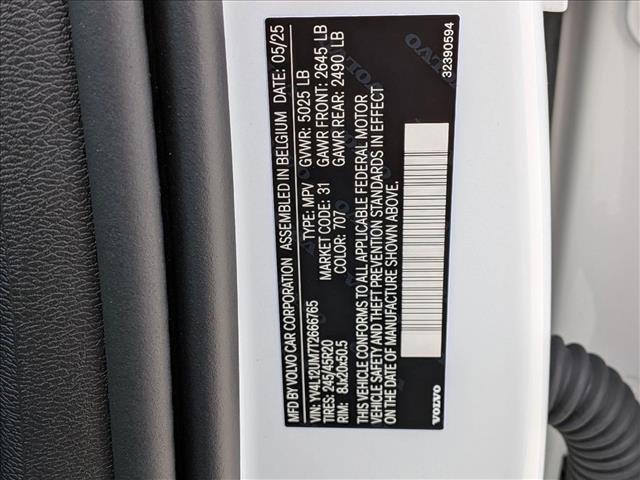 MFD BY VOLVO CAR CORPORATION ASSEMBLED IN BELGIUM DATE: 05/25
VIN: YV4L12UM7T2666765 TYPE: MPV GVWR: 5025 LB
TIRES: 245/45R20 MARKET CODE: 31 GAWR FRONT: 2645 LB
RIM: 8Jx20x50.5 COLOR: 707 GAWR REAR: 2490 LB
THIS VEHICLE CONFORMS TO ALL APPLICABLE FEDERAL MOTOR
VEHICLE SAFETY AND THEFT PREVENTION STANDARDS IN EFFECT
ON THE DATE OF MANUFACTURE SHOWN ABOVE.
VOLVO 32390594